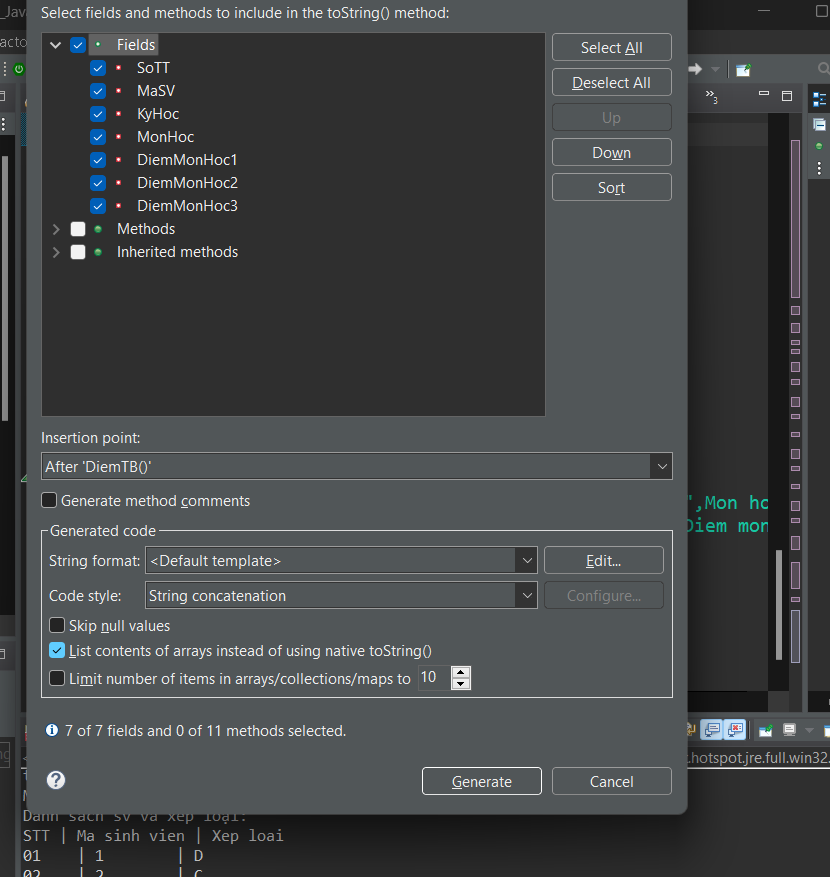 _Jav
Select fields and methods to include in the toString() method:
acto
Fields
SoTT
MaSV
KyHoc
MonHoc
DiemMonHoc1
DiemMonHoc2
DiemMonHoc3
Methods
Inherited methods
Select All
Deselect All
Up
Down
Sort
»3
Insertion point:
After 'DiemTB()'
Generate method comments
",Mon ho
Diem mon
Generated code
String format:
<Default template>
Edit...
Code style:
String concatenation
Configure...
Skip null values
List contents of arrays instead of using native toString()
Limit number of items in arrays/collections/maps to 10
7 of 7 fields and 0 of 11 methods selected.
.hotspot.jre.full.win32.
Generate
Cancel
Danh sach sv va xep loại:
STT | Ma sinh vien | Xep loai
01 | 1 | D
02 | 2 | C